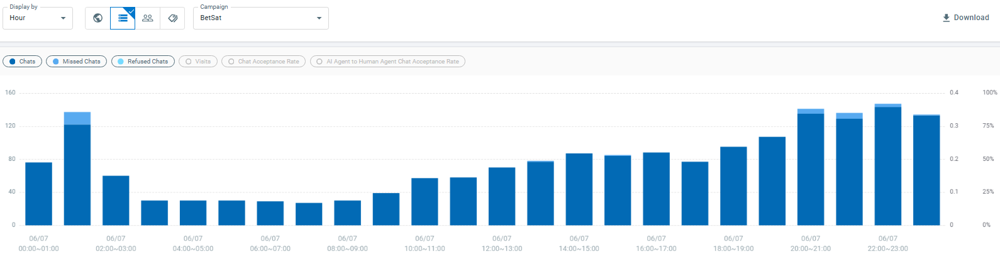 Display by
Hour
Campaign
BetSat
Download
Chats Missed Chats Refused Chats Visits Chat Acceptance Rate AI Agent to Human Agent Chat Acceptance Rate
160 0.4 100%
120 0.3 75%
80 0.2 50%
40 0.1 25%
0 0 0%
06/07 06/07 06/07 06/07 06/07 06/07 06/07 06/07 06/07 06/07 06/07 06/07
00:00~01:00 02:00~03:00 04:00~05:00 06:00~07:00 08:00~09:00 10:00~11:00 12:00~13:00 14:00~15:00 16:00~17:00 18:00~19:00 20:00~21:00 22:00~23:00